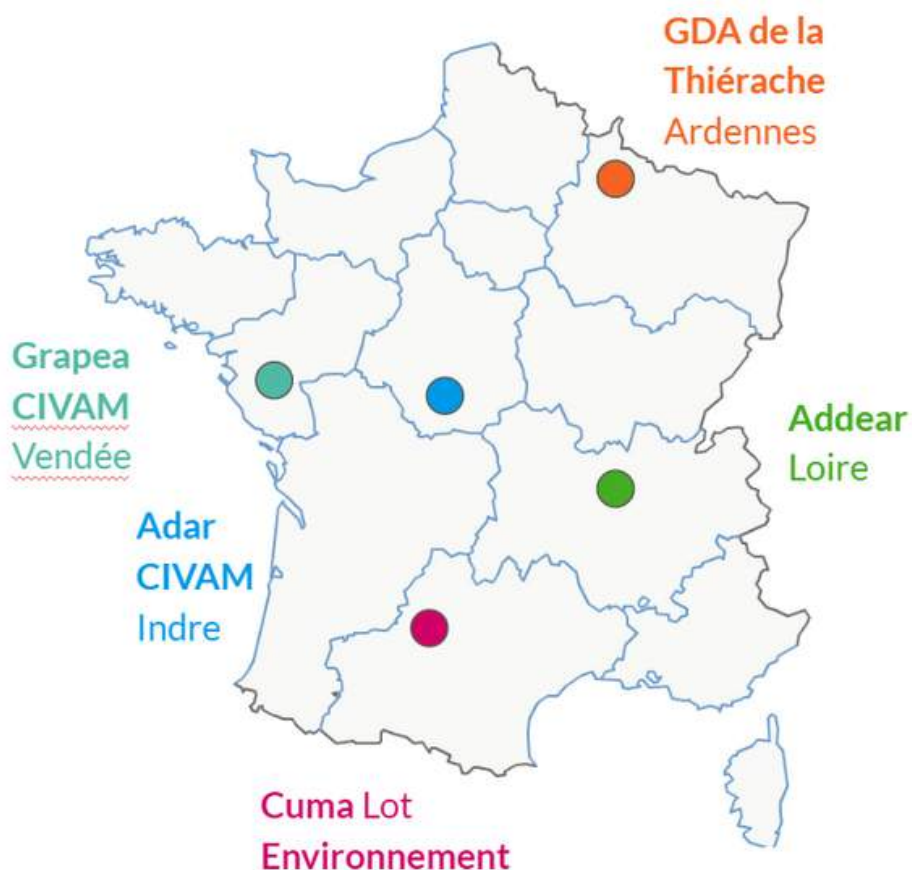 GDA de la
Thiérache
Ardennes
Grapea
CIVAM
Vendée
Addear
Loire
Adar
CIVAM
Indre
Cuma Lot
Environnement